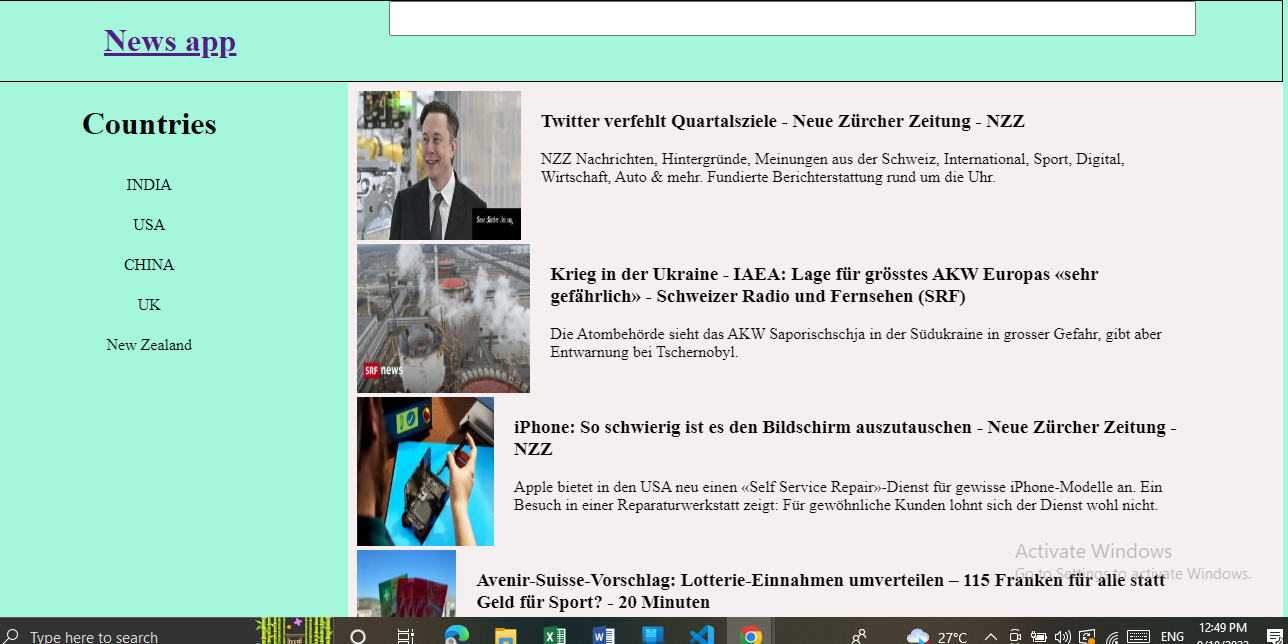 News app
Countries
INDIA
USA
CHINA
UK
New Zealand
Twitter verfehlt Quartalsziele - Neue Zürcher Zeitung - NZZ
NZZ Nachrichten, Hintergründe, Meinungen aus der Schweiz, International, Sport, Digital,
Wirtschaft, Auto & mehr. Fundierte Berichterstattung rund um die Uhr.
Neue Zürcher Zeitung
Krieg in der Ukraine - IAEA: Lage für grösstes AKW Europas «sehr
gefährlich» - Schweizer Radio und Fernsehen (SRF)
Die Atombehörde sieht das AKW Saporischschja in der Südukraine in grosser Gefahr, gibt aber
Entwarnung bei Tschernobyl.
SRF news
iPhone: So schwierig ist es den Bildschirm auszutauschen - Neue Zürcher Zeitung -
NZZ
Apple bietet in den USA neu einen «Self Service Repair»-Dienst für gewisse iPhone-Modelle an. Ein
Besuch in einer Reparaturwerkstatt zeigt: Für gewöhnliche Kunden lohnt sich der Dienst wohl nicht.
Avenir-Suisse-Vorschlag: Lotterie-Einnahmen umverteilen – 115 Franken für alle statt
Geld für Sport? - 20 Minuten
Activate Windows
Go to Settings to activate Windows.
Type here to search
27°C
ENG
12:49 PM